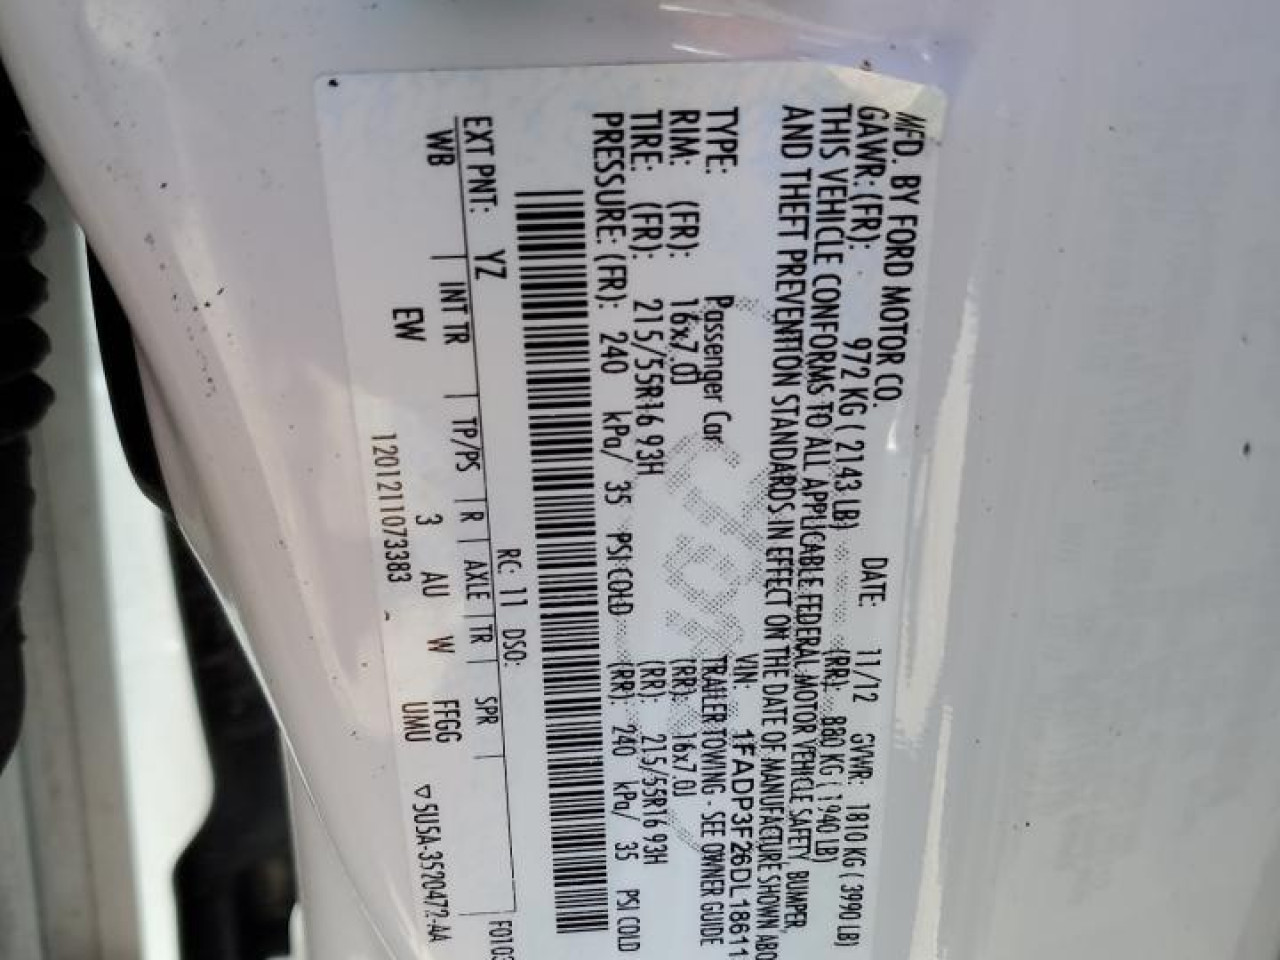 MFD. BY FORD MOTOR CO.
DATE: 11/12 GVWR: 1810 KG ( 3990 LB)
GAWR: (FR): 972 KG ( 2143 LB) (RR): 880 KG ( 1940 LB)
THIS VEHICLE CONFORMS TO ALL APPLICABLE FEDERAL MOTOR VEHICLE SAFETY, BUMPER,
AND THEFT PREVENTION STANDARDS IN EFFECT ON THE DATE OF MANUFACTURE SHOWN ABO
VIN: 1FADP3F26DL18611
TYPE: Passenger Car TRAILER TOWING - SEE OWNER GUIDE
RIM: (FR): 16x7.0J (RR): 16x7.0J
TIRE: (FR): 215/55R16 93H (RR): 215/55R16 93H
PRESSURE: (FR): 240 kPa/ 35 PSI COLD (RR): 240 kPa/ 35 PSI COLD
F0103
EXT PNT: YZ RC: 11 DSO:
WB INT TR TP/PS R AXLE TR SPR
EW 3 AU W FFGG
UMU
1201211073383
▽ 5U5A-3520472-AA